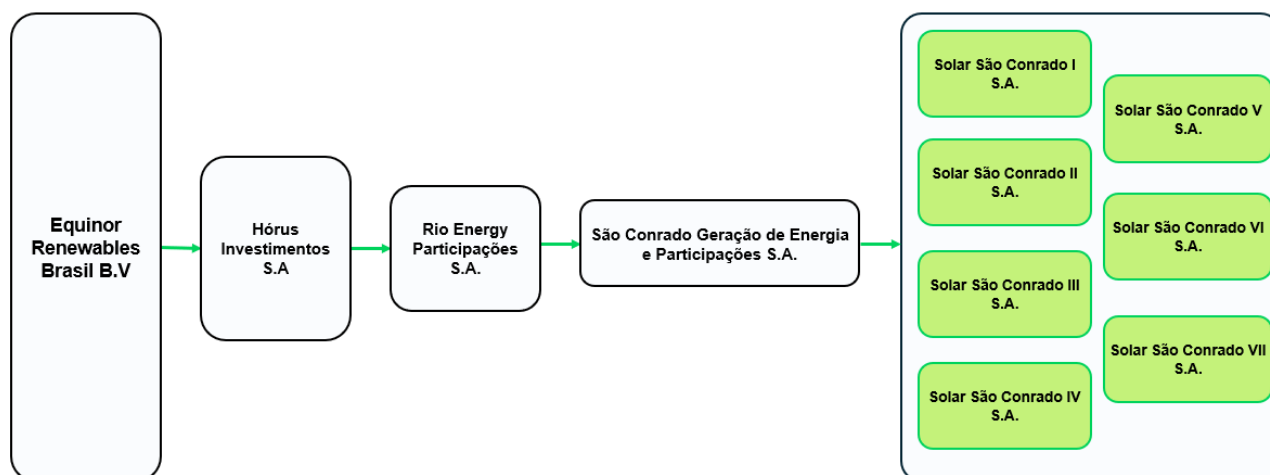 Equinor
Renewables
Brasil B.V
Hórus
Investimentos
S.A
Rio Energy
Participações
S.A.
São Conrado Geração de Energia
e Participações S.A.
Solar São Conrado I
S.A.
Solar São Conrado II
S.A.
Solar São Conrado III
S.A.
Solar São Conrado IV
S.A.
Solar São Conrado V
S.A.
Solar São Conrado VI
S.A.
Solar São Conrado VII
S.A.